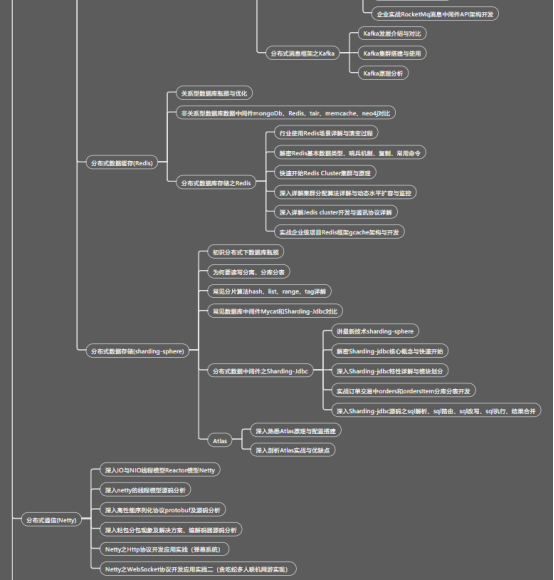 企业实战RocketMq消息中间件API架构开发
Kafka发展介绍与对比
分布式消息框架之Kafka
Kafka集群搭建与使用
Kafka原理分析
关系型数据库瓶颈与优化
非关系型数据库数据中间件mongoDb、Redis、tair、memcache、neo4j对比
行业使用Redis场景详解与演变过程
分布式数据缓存(Redis)
解密Redis基本数据类型、哨兵机制、复制、常用命令
快速开始Redis Cluster集群与原理
分布式数据库存储之Redis
深入详解集群分配算法详解与动态水平扩容与监控
深入详解Jedis cluster开发与通讯协议详解
实战企业级项目Redis框架gcache架构与开发
初识分布式下数据库瓶颈
为何要读写分离、分库分表
常见分片算法hash、list、range、tag详解
常见数据库中间件Mycat和Sharding-Jdbc对比
讲最新技术sharding-sphere
分布式数据存储(sharding-sphere)
解密Sharding-jdbc核心概念与快速开始
分布式数据中间件之Sharding-Jdbc
深入Sharding-jdbc特性详解与模块划分
实战订单交易中orders和ordersItem分库分表开发
深入Sharding-jdbc源码之sql解析、sql路由、sql改写、sql执行、结果合并
深入熟悉Atlas原理与配置搭建
Atlas
深入剖析Atlas实战与优缺点
深入IO与NIO线程模型Reactor模型Netty
深入netty的线程模型源码分析
深入高性能序列化协议protobuf及源码分析
分布式通信(Netty)
深入粘包分包现象及解决方案、编解码器源码分析
Netty之Http协议开发应用实战（弹幕系统）
Netty之WebSocket协议开发应用实战二（贪吃蛇多人联机网游实现）